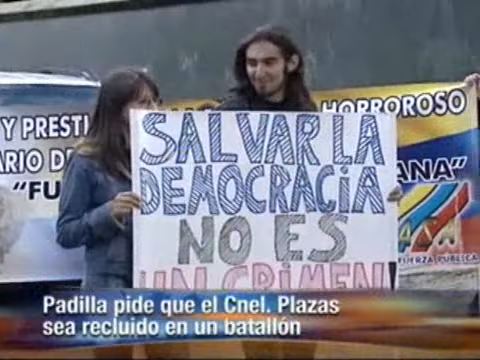 HORROROSO
Y PRESTI
ARIO DE
"FU
ANA"
FUERZA PUBLICA
SALVAR LA
DEMOCRACIA
NO ES
UN CRIMEN!
Padilla pide que el Cnel. Plazas
sea recluido en un batallón